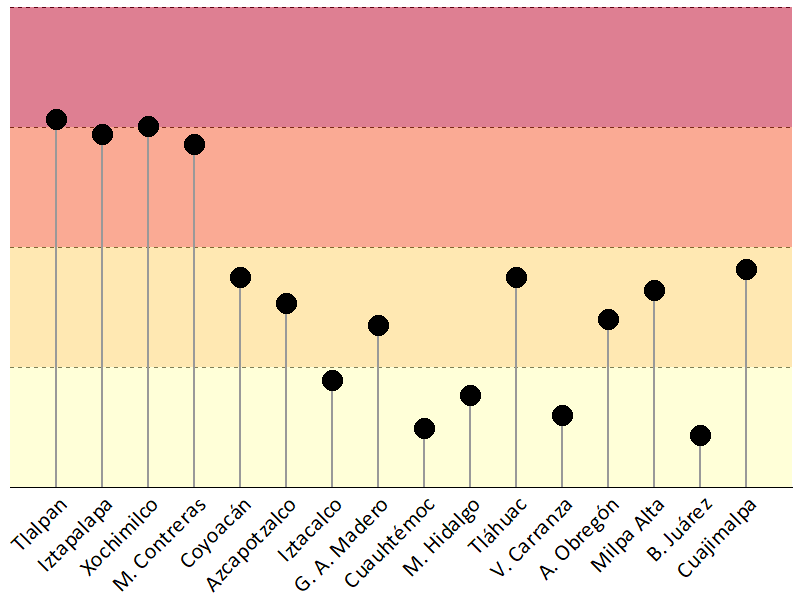 Tlalpan
Iztapalapa
Xochimilco
M. Contreras
Coyoacán
Azcapotzalco
Iztacalco
G. A. Madero
Cuauhtémoc
M. Hidalgo
Tláhuac
V. Carranza
A. Obregón
Milpa Alta
B. Juárez
Cuajimalpa